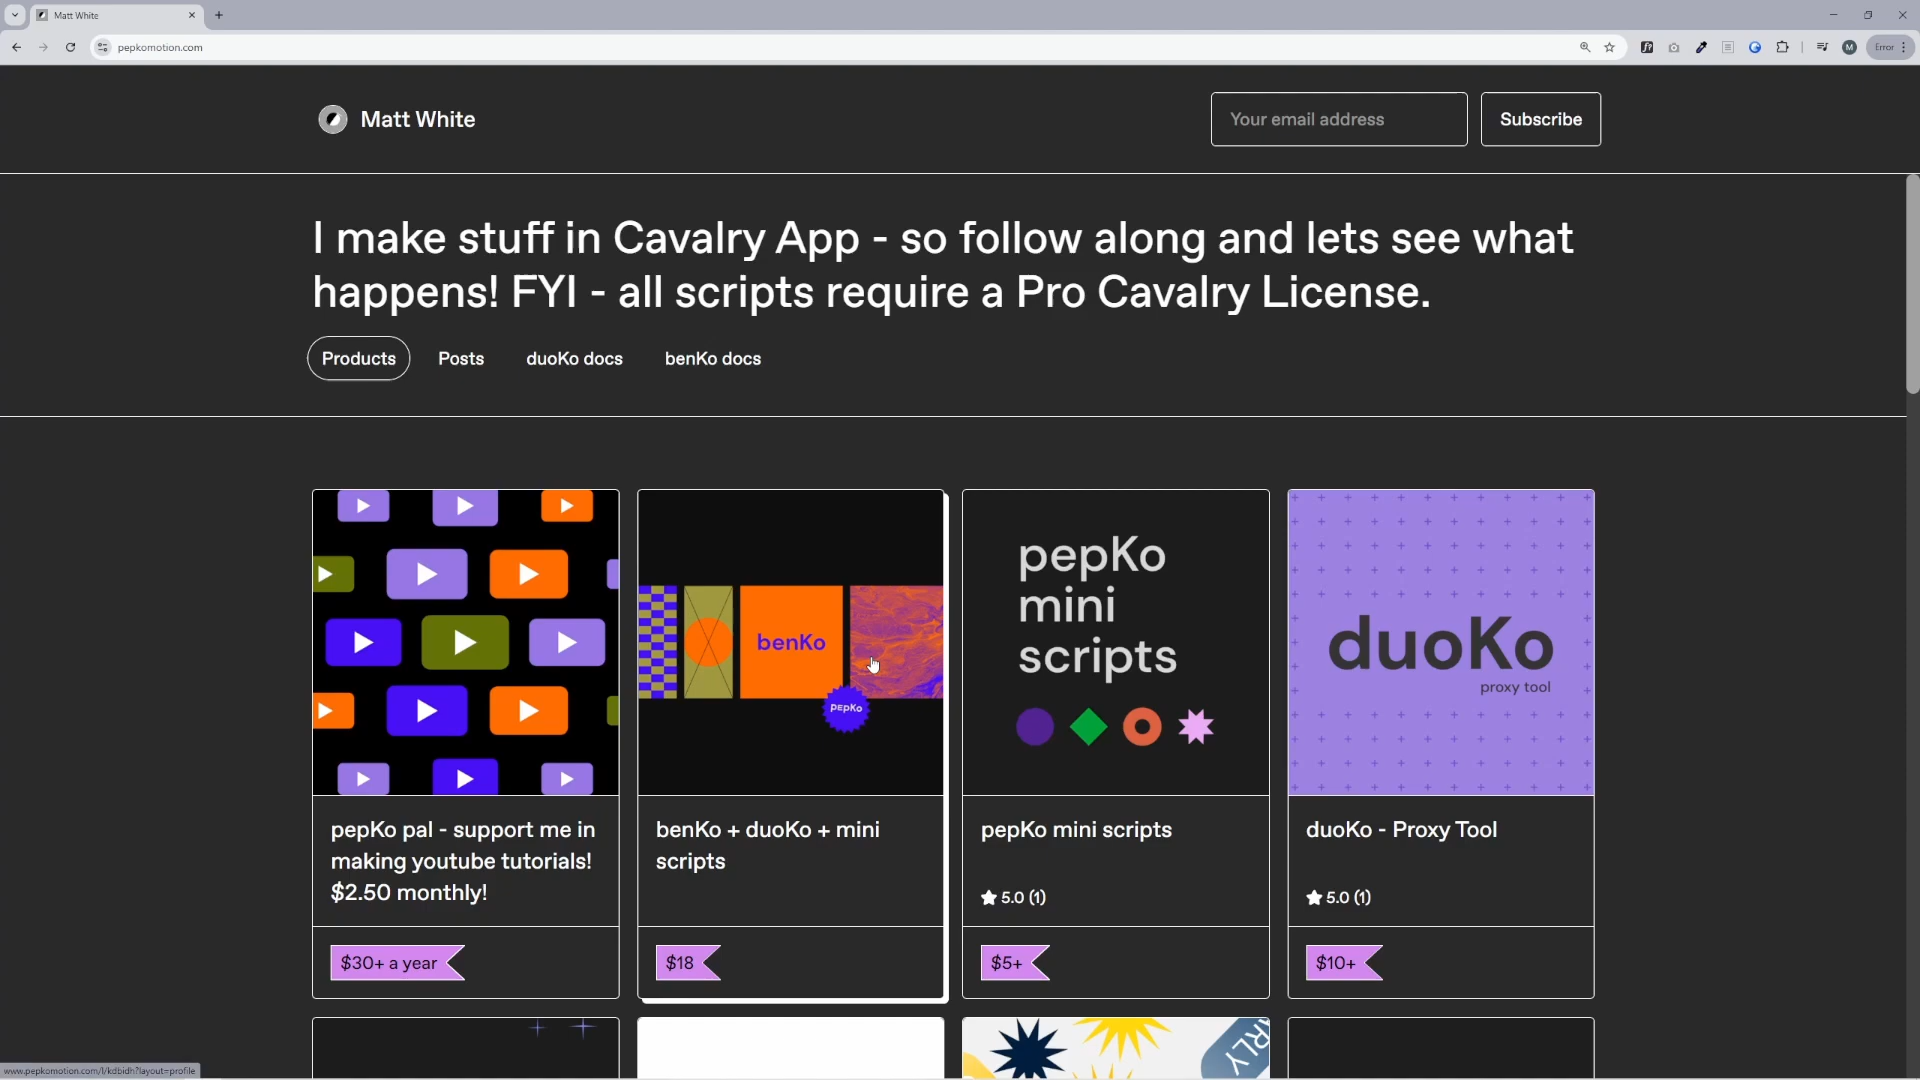 Matt White
pepkomotion.com
Error
Matt White
Your email address
Subscribe
I make stuff in Cavalry App - so follow along and lets see what
happens! FYI - all scripts require a Pro Cavalry License.
Products
Posts
duoKo docs
benKo docs
benKo
pepKo
pepKo
mini
scripts
duoKo
proxy tool
pepKo pal - support me in
making youtube tutorials!
$2.50 monthly!
$30+ a year
benKo + duoKo + mini
scripts
$18
pepKo mini scripts
5.0 (1)
$5+
duoKo - Proxy Tool
5.0 (1)
$10+
RLY
www.pepkomotion.com/l/kdbidh?layout=profile